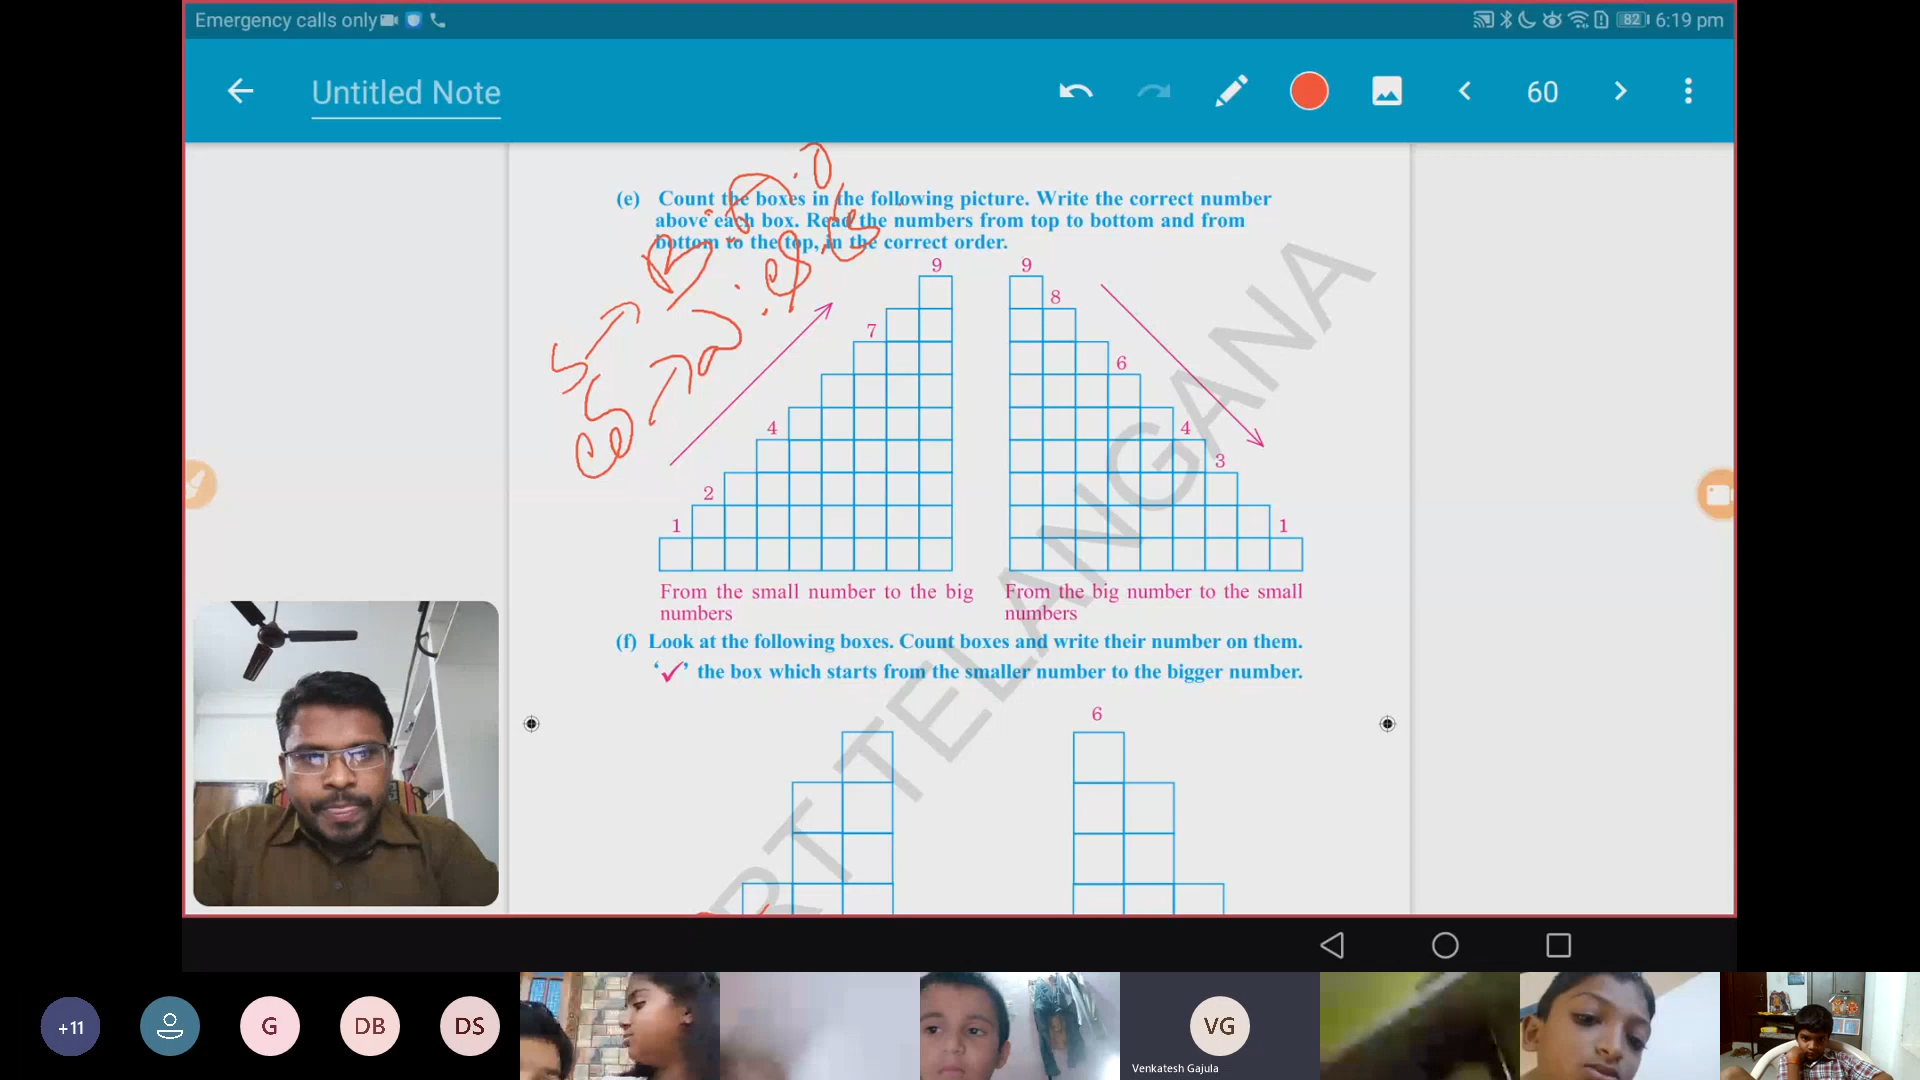 Emergency calls only 82 6:19 pm
Untitled Note 60
(e) Count the boxes in the following picture. Write the correct number
above each box. Read the numbers from top to bottom and from
bottom to the top, in the correct order.
9 9
8
7
6
4 4
3
2
1 1
From the small number to the big
numbers
From the big number to the small
numbers
(f) Look at the following boxes. Count boxes and write their number on them.
‘✓’ the box which starts from the smaller number to the bigger number.
6
RT TELANGANA
+11 G DB DS VG
Venkatesh Gajula